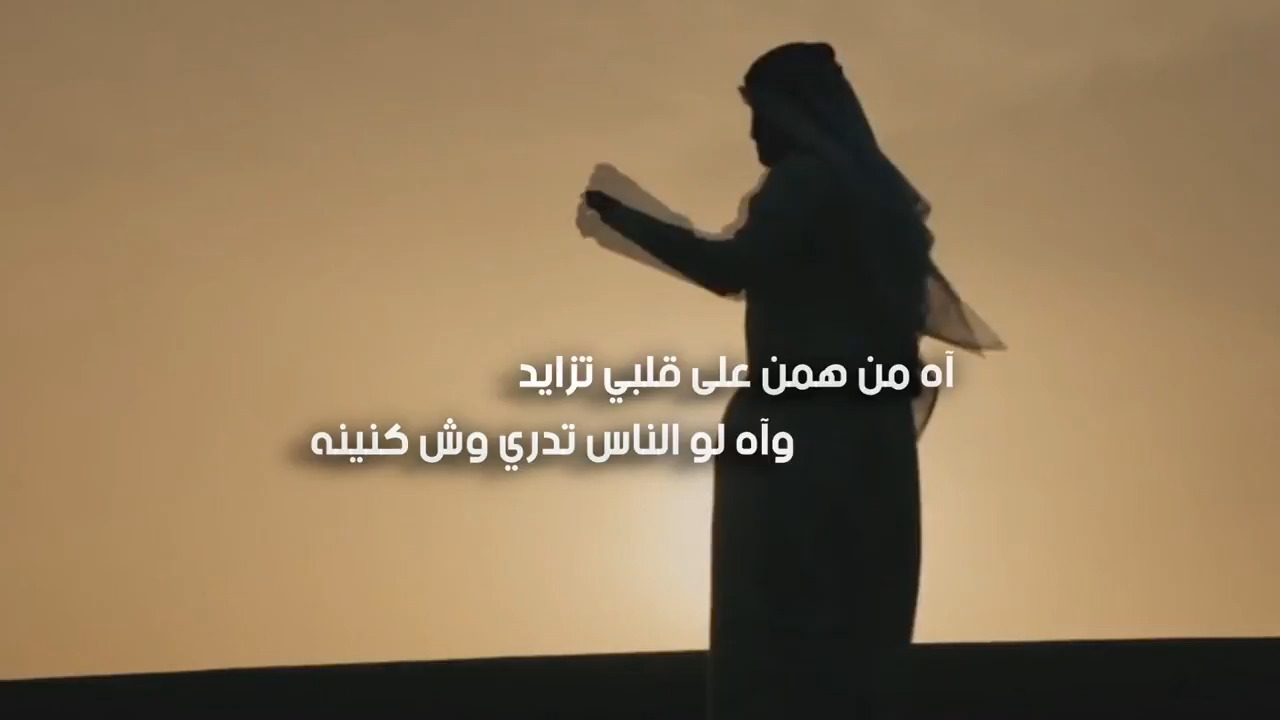 آه من همن على قلبي تزايد
وآه لو الناس تدري وش كنينه